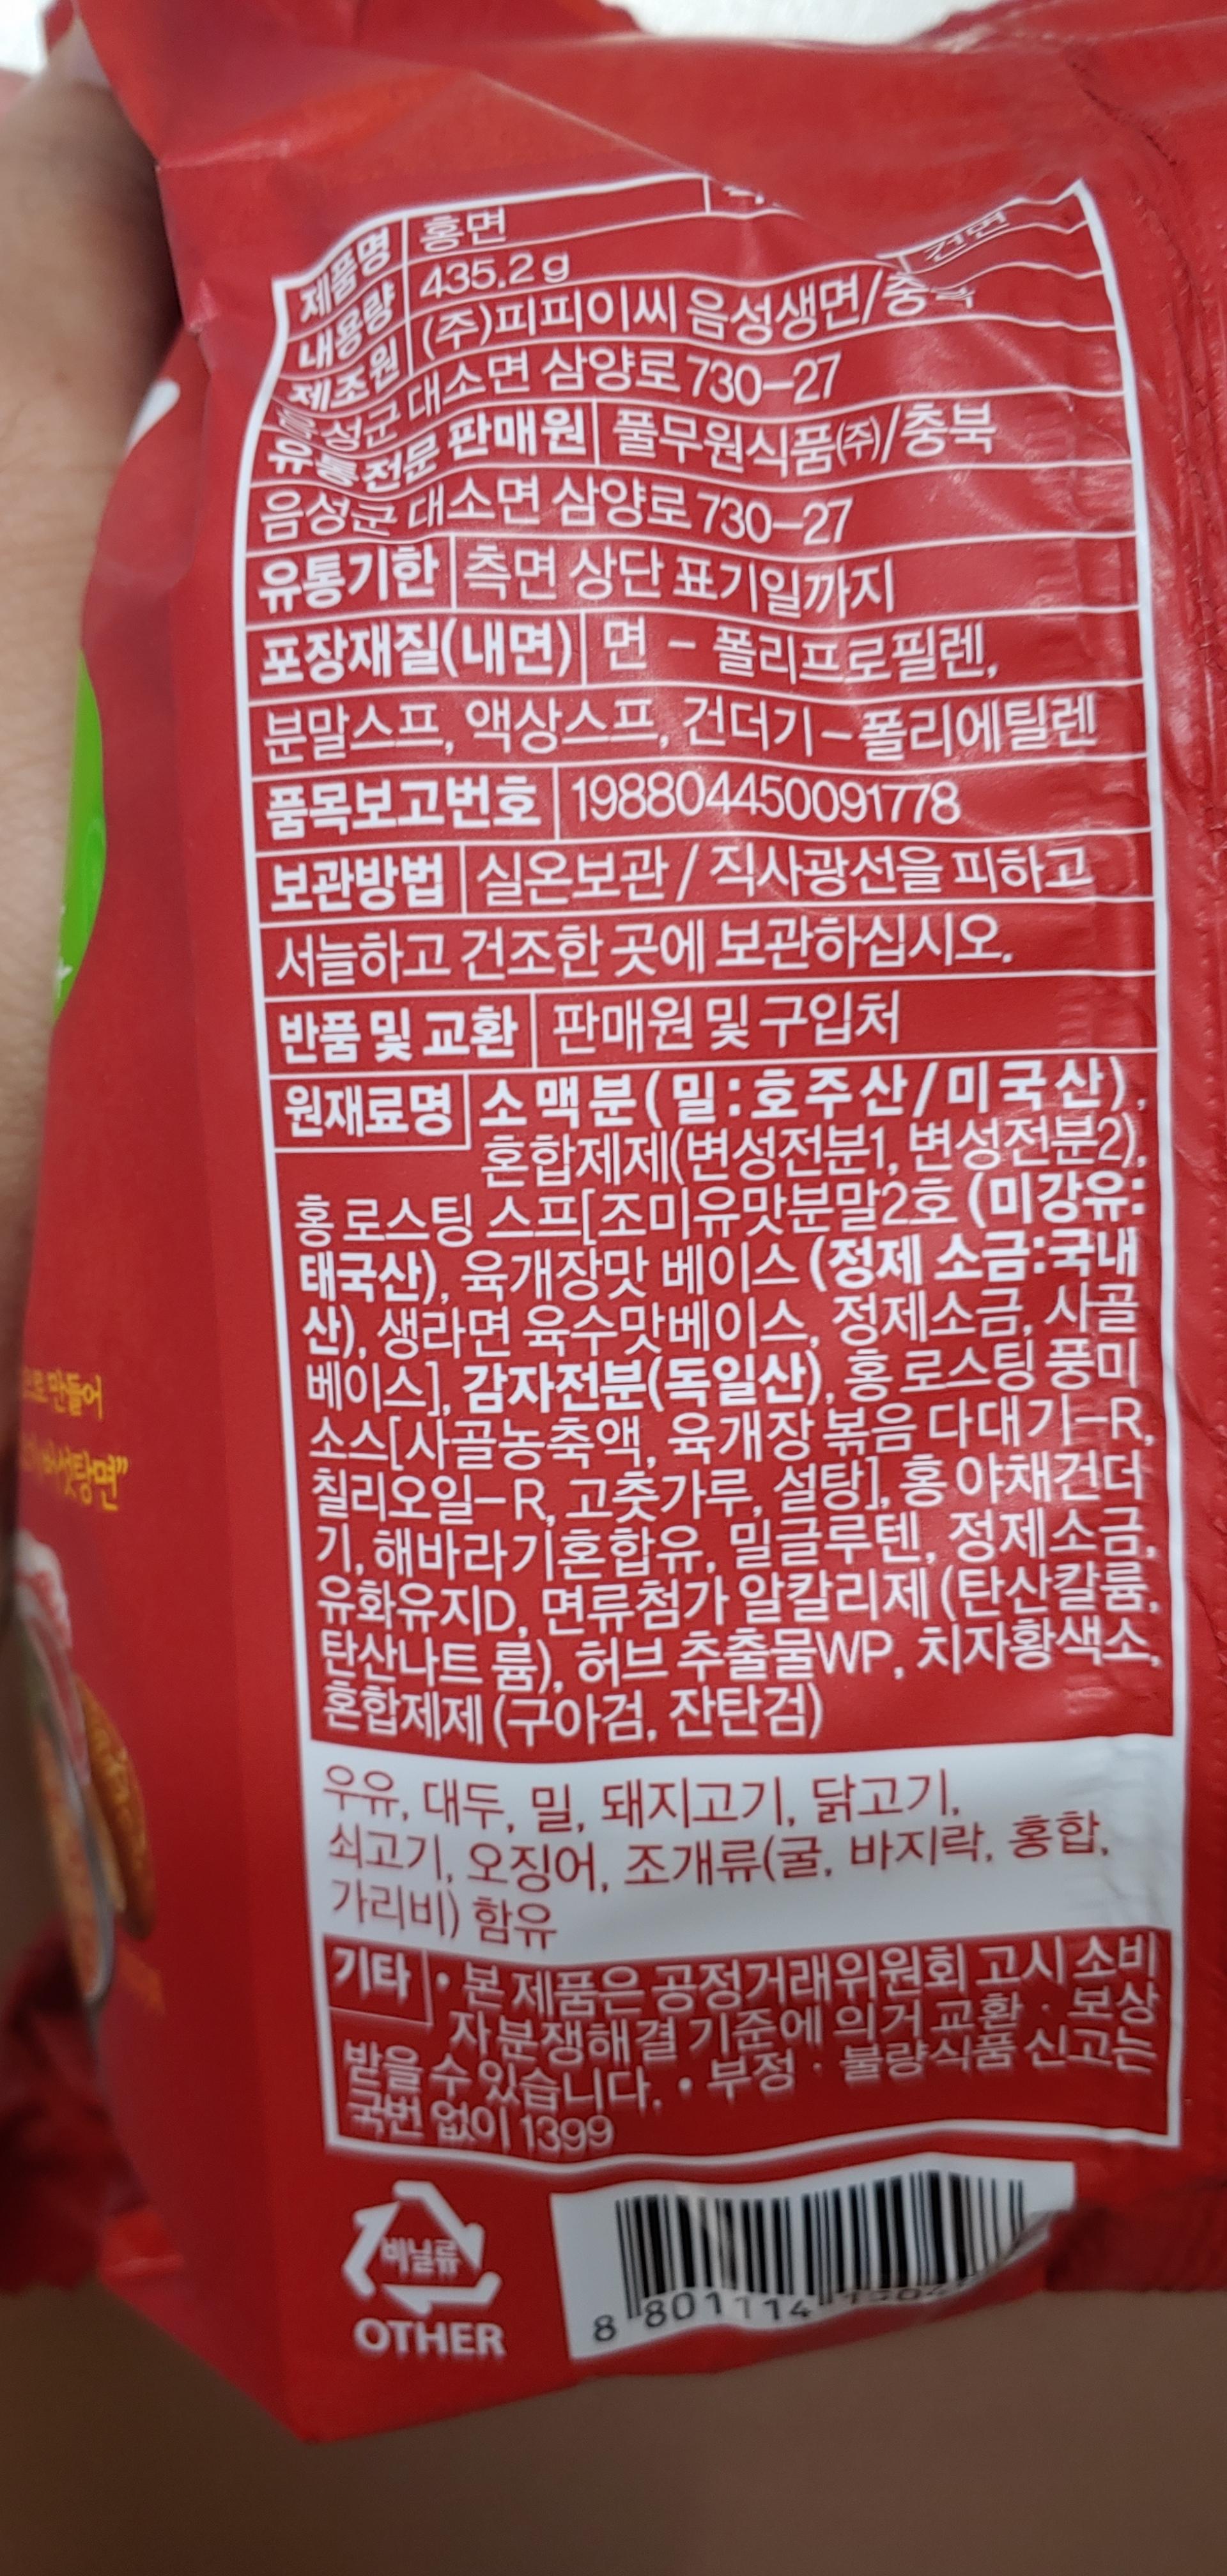 제품명 홍면
건면
내용량 435.2 g
제조원 (주)피피이씨 음성생면/충북
음성군 대소면 삼양로 730-27
유통전문판매원 풀무원식품(주)/충북
음성군 대소면 삼양로 730-27
유통기한 측면 상단 표기일까지
포장재질(내면) 면 - 폴리프로필렌,
분말스프, 액상스프, 건더기 - 폴리에틸렌
품목보고번호 198804450091778
보관방법 실온보관 / 직사광선을 피하고
서늘하고 건조한 곳에 보관하십시오.
반품 및 교환 판매원 및 구입처
원재료명 소맥분(밀:호주산/미국산),
혼합제제(변성전분1, 변성전분2),
홍 로스팅 스프[조미유맛분말2호 (미강유:
태국산), 육개장맛 베이스 (정제 소금:국내
산), 생라면 육수맛베이스, 정제소금, 사골
베이스], 감자전분(독일산), 홍 로스팅 풍미
소스[사골농축액, 육개장 볶음 다대기-R,
칠리오일-R, 고춧가루, 설탕], 홍 야채건더
기, 해바라기혼합유, 밀글루텐, 정제소금,
유화유지D, 면류첨가 알칼리제 (탄산칼륨,
탄산나트륨), 허브 추출물WP, 치자황색소,
혼합제제 (구아검, 잔탄검)
우유, 대두, 밀, 돼지고기, 닭고기,
쇠고기, 오징어, 조개류(굴, 바지락, 홍합,
가리비) 함유
기타 • 본 제품은 공정거래위원회 고시 소비
자분쟁해결 기준에 의거 교환 · 보상
받을 수 있습니다. • 부정 · 불량식품 신고는
국번 없이 1399
만들어
버섯탕면"
비닐류
OTHER
8 801114